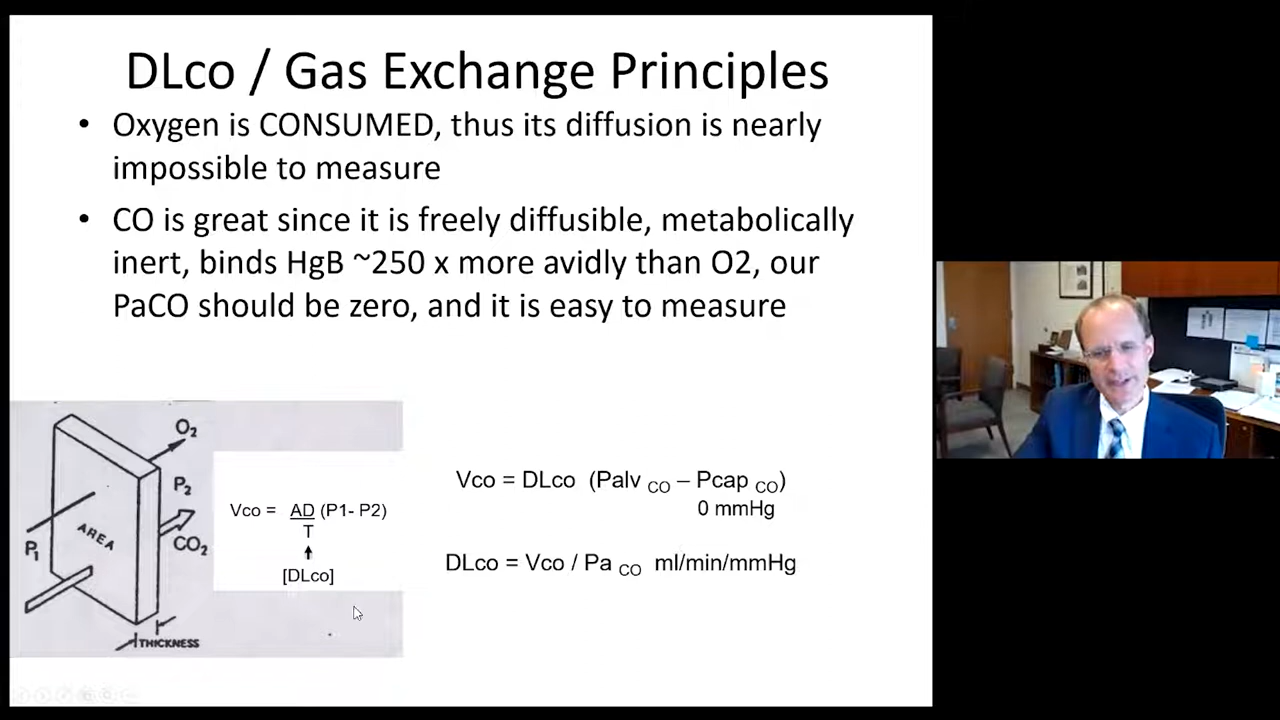 DLco / Gas Exchange Principles
• Oxygen is CONSUMED, thus its diffusion is nearly
impossible to measure
• CO is great since it is freely diffusible, metabolically
inert, binds HgB ~250 x more avidly than O2, our
PaCO should be zero, and it is easy to measure
O₂
P₂
AREA
P₁
CO₂
THICKNESS
Vco = AD (P1- P2)
T
[DLco]
Vco = DLco (Palv CO – Pcap CO)
0 mmHg
DLco = Vco / Pa CO ml/min/mmHg